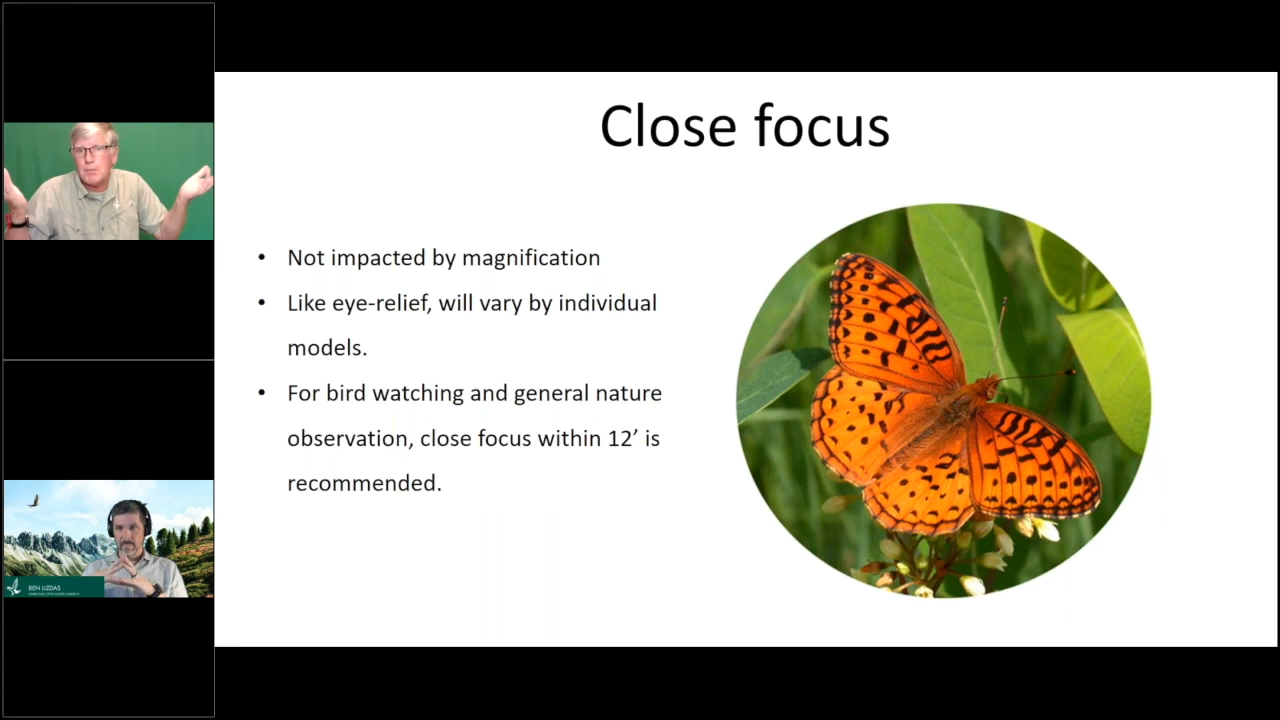 Close focus
• Not impacted by magnification
• Like eye-relief, will vary by individual
models.
• For bird watching and general nature
observation, close focus within 12’ is
recommended.
BEN LIZDAS